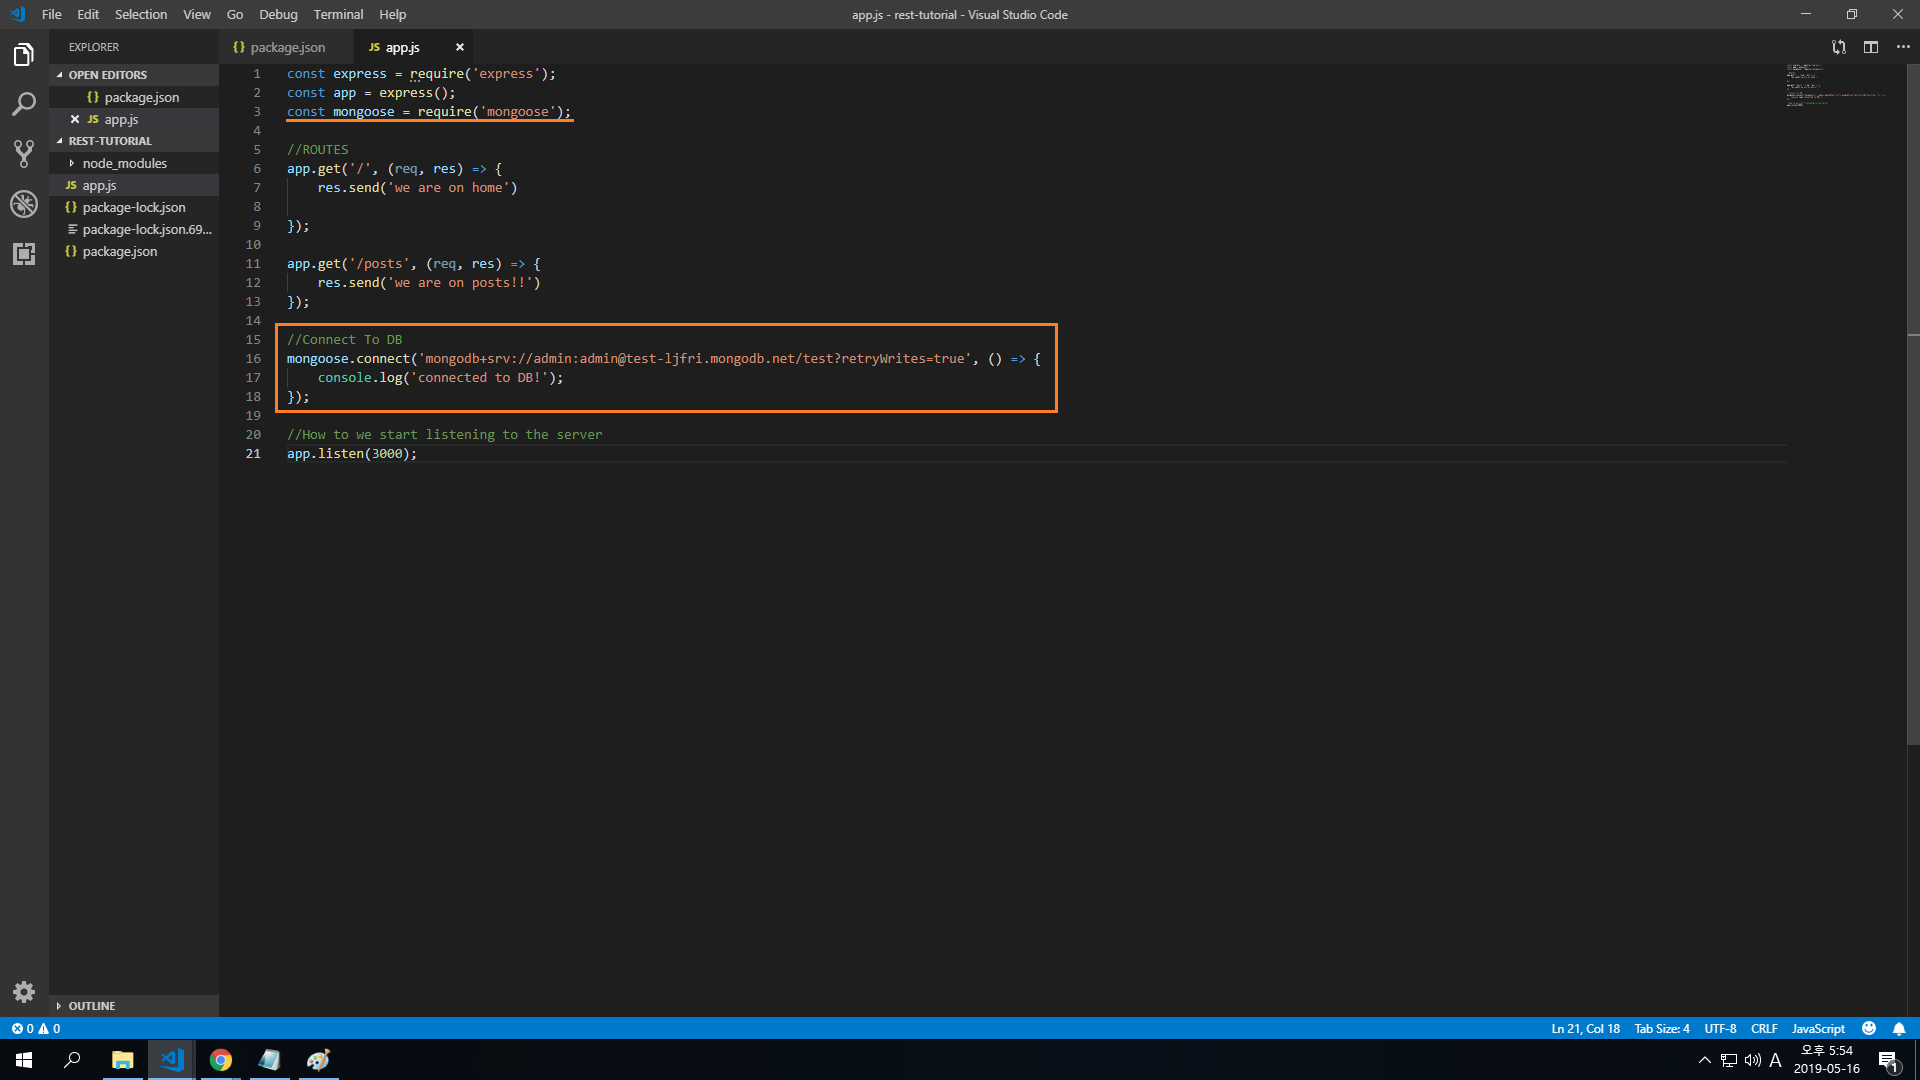 File Edit Selection View Go Debug Terminal Help
app.js - rest-tutorial - Visual Studio Code
EXPLORER
OPEN EDITORS
{} package.json
JS app.js
REST-TUTORIAL
node_modules
JS app.js
{} package-lock.json
package-lock.json.69...
{} package.json
OUTLINE
{} package.json
JS app.js
1 const express = require('express');
2 const app = express();
3 const mongoose = require('mongoose');
4
5 //ROUTES
6 app.get('/', (req, res) => {
7     res.send('we are on home')
8
9 });
10
11 app.get('/posts', (req, res) => {
12     res.send('we are on posts!!')
13 });
14
15 //Connect To DB
16 mongoose.connect('mongodb+srv://admin:admin@test-ljfri.mongodb.net/test?retryWrites=true', () => {
17     console.log('connected to DB!');
18 });
19
20 //How to we start listening to the server
21 app.listen(3000);
0 0
Ln 21, Col 18 Tab Size: 4 UTF-8 CRLF JavaScript
A
오후 5:54
2019-05-16
1